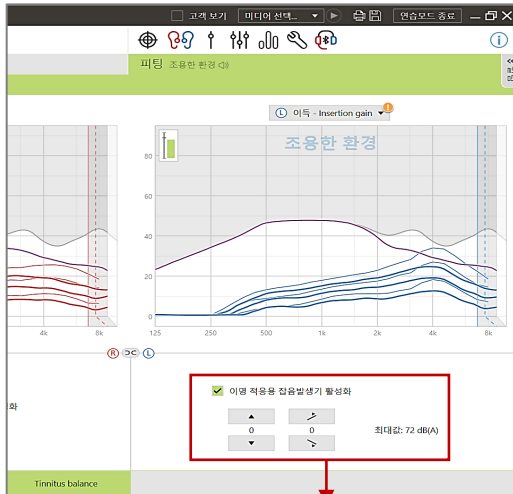 고객 보기 미디어 선택... 연습모드 종료
피팅 조용한 환경
L 이득 - Insertion gain
조용한 환경
80
60
40
20
0
4k 8k 125 250 500 1k 2k 4k 8k
R L
이명 적응용 잡음발생기 활성화
화
0 0 최대값: 72 dB(A)
Tinnitus balance